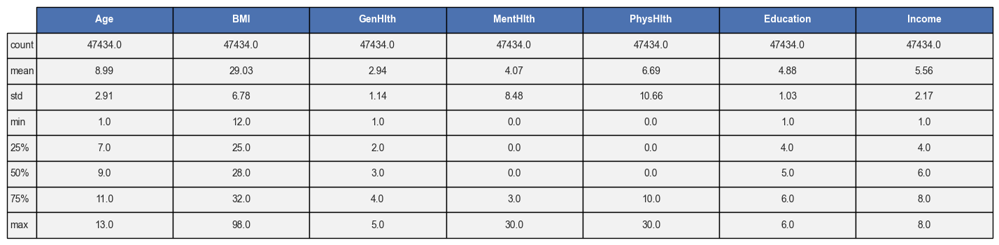 Age BMI GenHlth MentHlth PhysHlth Education Income
count 47434.0 47434.0 47434.0 47434.0 47434.0 47434.0 47434.0
mean 8.99 29.03 2.94 4.07 6.69 4.88 5.56
std 2.91 6.78 1.14 8.48 10.66 1.03 2.17
min 1.0 12.0 1.0 0.0 0.0 1.0 1.0
25% 7.0 25.0 2.0 0.0 0.0 4.0 4.0
50% 9.0 28.0 3.0 0.0 0.0 5.0 6.0
75% 11.0 32.0 4.0 3.0 10.0 6.0 8.0
max 13.0 98.0 5.0 30.0 30.0 6.0 8.0